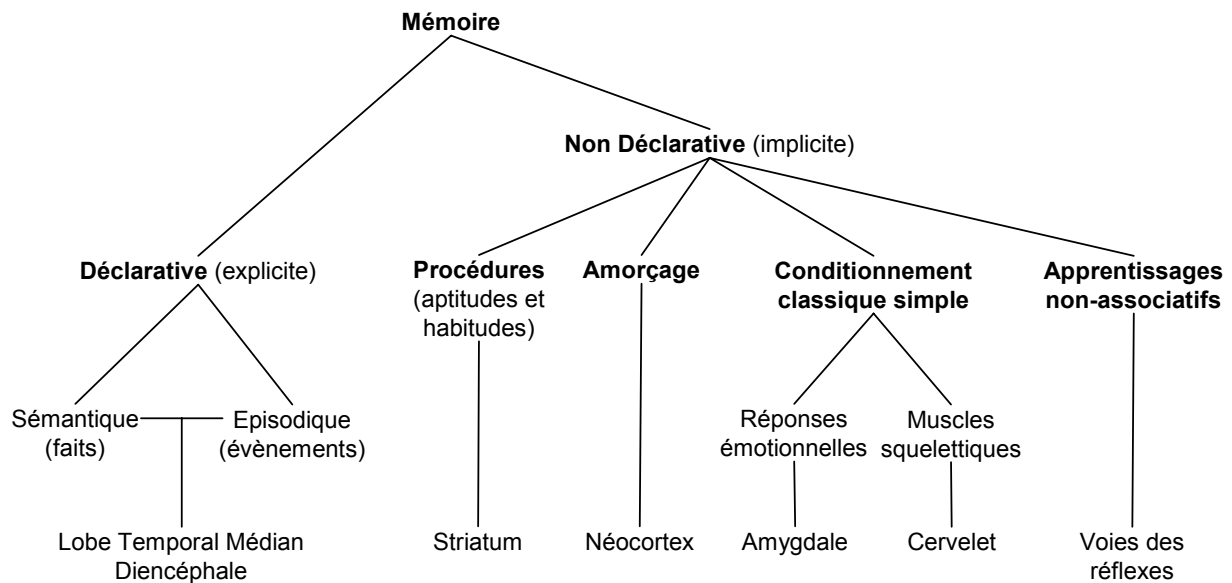 Mémoire
Non Déclarative (implicite)
Déclarative (explicite)
Procédures
(aptitudes et
habitudes)
Amorçage
Conditionnement
classique simple
Apprentissages
non-associatifs
Sémantique
(faits)
Episodique
(évènements)
Réponses
émotionnelles
Muscles
squelettiques
Lobe Temporal Médian
Diencéphale
Striatum
Néocortex
Amygdale
Cervelet
Voies des
réflexes